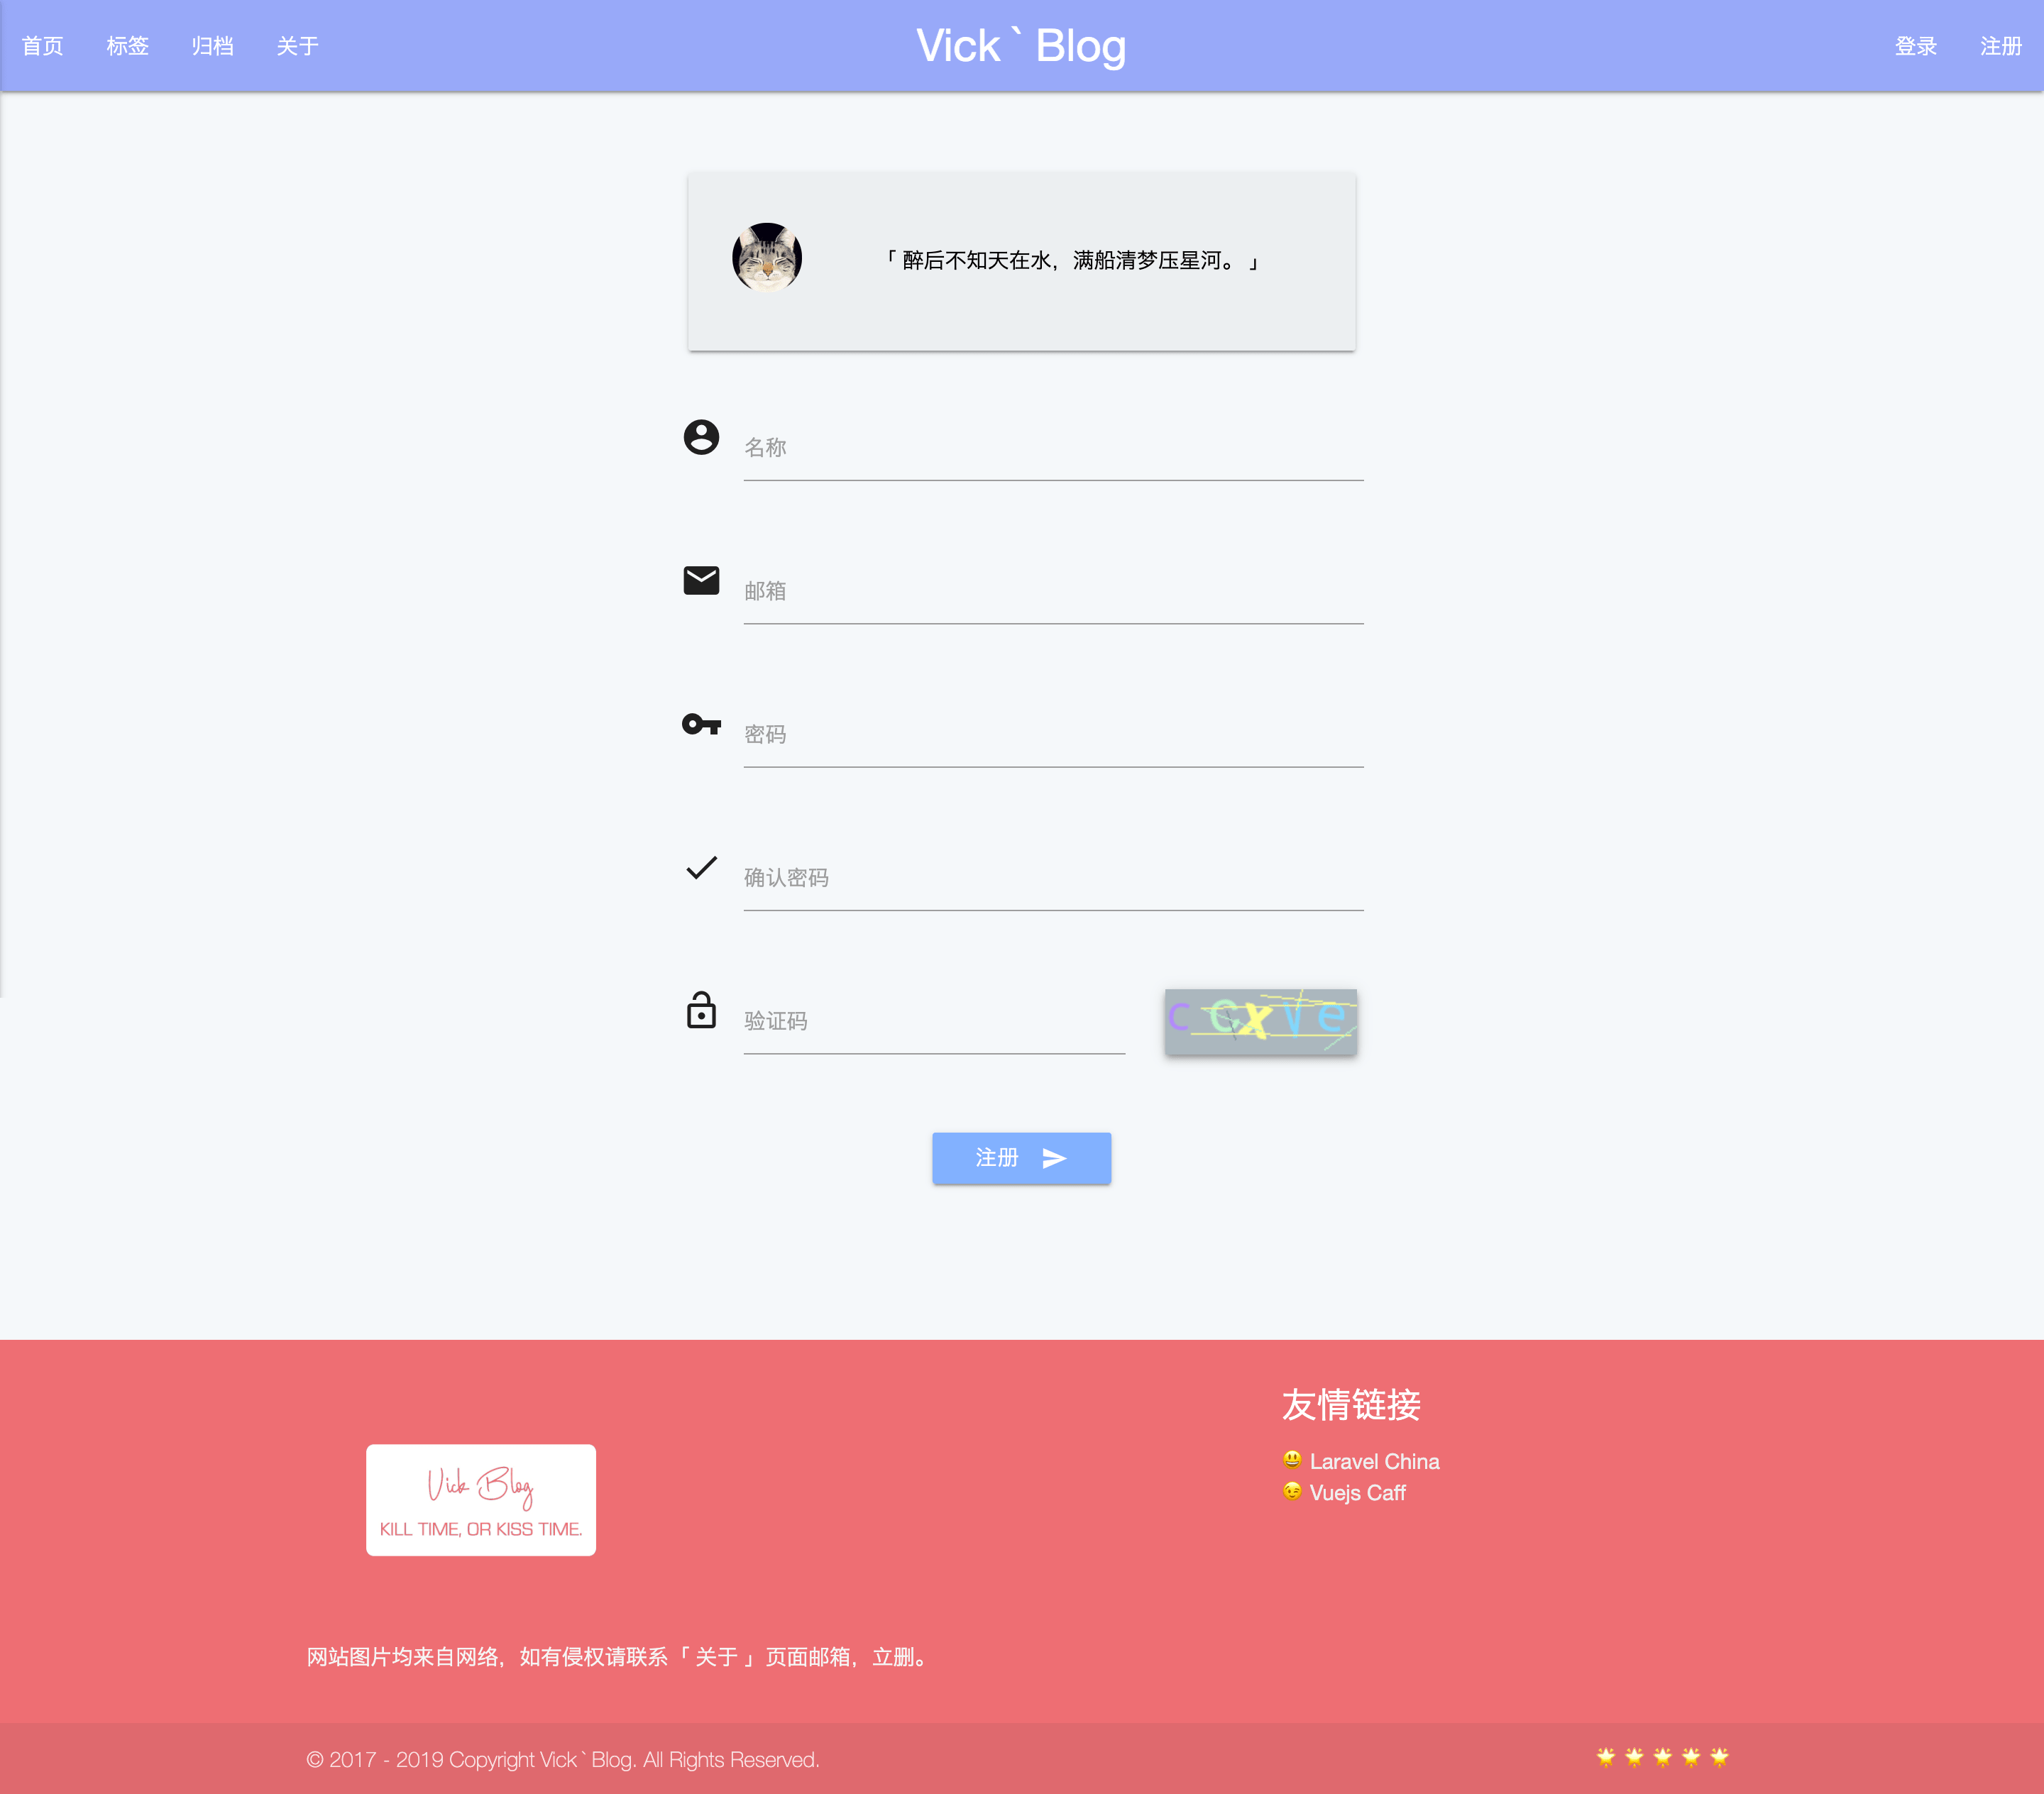 首页 标签 归档 关于 Vick ` Blog 登录 注册
「 醉后不知天在水，满船清梦压星河。 」
名称
邮箱
密码
确认密码
验证码
注册
友情链接
😃 Laravel China
😉 Vuejs Caff
Vick Blog
KILL TIME, OR KISS TIME.
网站图片均来自网络，如有侵权请联系「 关于 」页面邮箱，立删。
© 2017 - 2019 Copyright Vick ` Blog. All Rights Reserved. 🌟 🌟 🌟 🌟 🌟